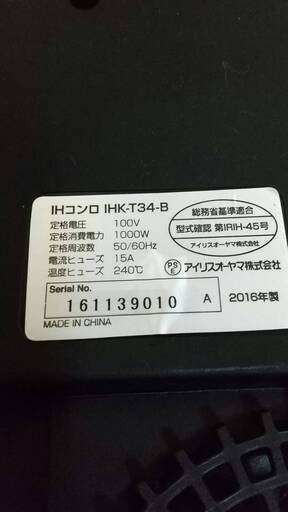 IHコンロ IHK-T34-B
定格電圧 100V
定格消費電力 1000W
定格周波数 50/60Hz
電流ヒューズ 15A
温度ヒューズ 240℃
総務省基準適合
型式確認 第IRIH-45号
アイリスオーヤマ株式会社
PS E アイリスオーヤマ株式会社
Serial No.
161139010 A 2016年製
MADE IN CHINA